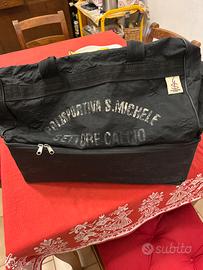 POLISPORTIVA S. MICHELE
SETTORE CALCIO
subito